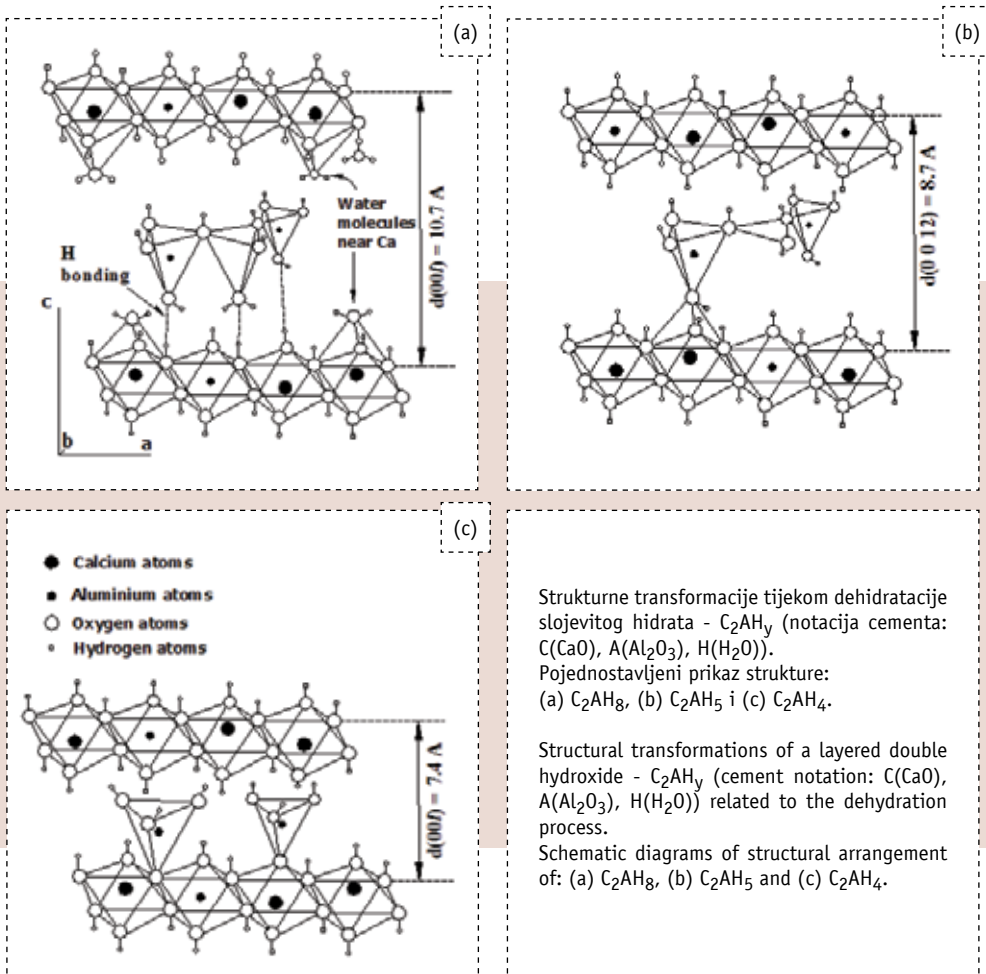 (a)
d(00l) = 10.7 A
Water
molecules
near Ca
H
bonding
c
b
a
(b)
d(0 0 12) = 8.7 A
(c)
Calcium atoms
Aluminium atoms
Oxygen atoms
Hydrogen atoms
d(00l) = 7.4 A
Strukturne transformacije tijekom dehidratacije
slojevitog hidrata - C₂AHy (notacija cementa:
C(CaO), A(Al₂O₃), H(H₂O)).
Pojednostavljeni prikaz strukture:
(a) C₂AH₈, (b) C₂AH₅ i (c) C₂AH₄.
Structural transformations of a layered double
hydroxide - C₂AHy (cement notation: C(CaO),
A(Al₂O₃), H(H₂O)) related to the dehydration
process.
Schematic diagrams of structural arrangement
of: (a) C₂AH₈, (b) C₂AH₅ and (c) C₂AH₄.